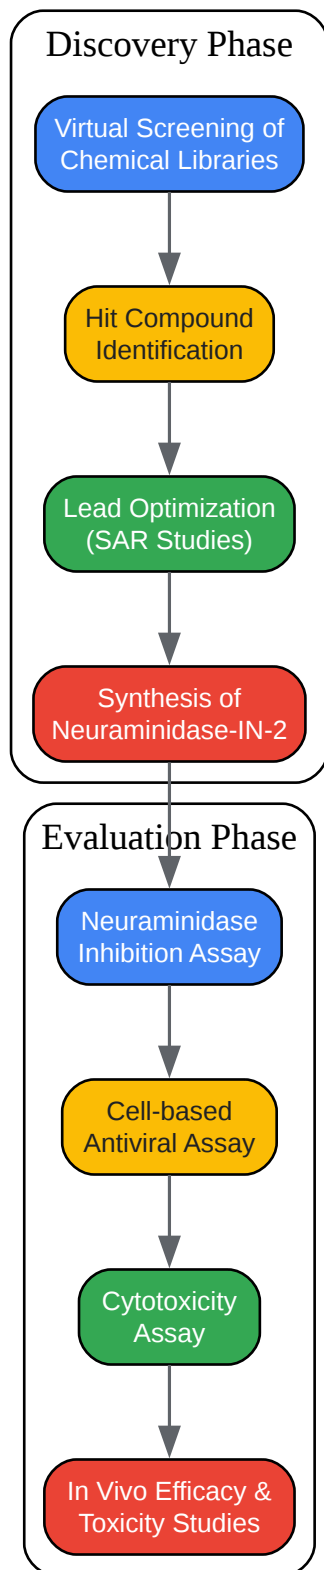 Discovery Phase
Virtual Screening of
Chemical Libraries
Hit Compound
Identification
Lead Optimization
(SAR Studies)
Synthesis of
Neuraminidase-IN-2
Evaluation Phase
Neuraminidase
Inhibition Assay
Cell-based
Antiviral Assay
Cytotoxicity
Assay
In Vivo Efficacy &
Toxicity Studies